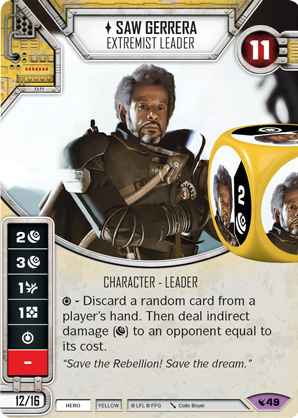 SAW GERRERA
EXTREMIST LEADER
11
2
2
3
1
1
–
CHARACTER - LEADER
- Discard a random card from a
player's hand. Then deal indirect
damage ( ) to an opponent equal to
its cost.
“Save the Rebellion! Save the dream.”
12/16
HERO
YELLOW
© LFL © FFG
Colin Boyer
49